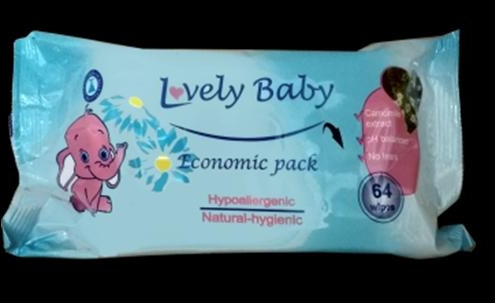 Lovely Baby
Economic pack
Hypoallergenic
Natural-hygienic
Camomile
extract
pH balanced
No tears
64
wipes